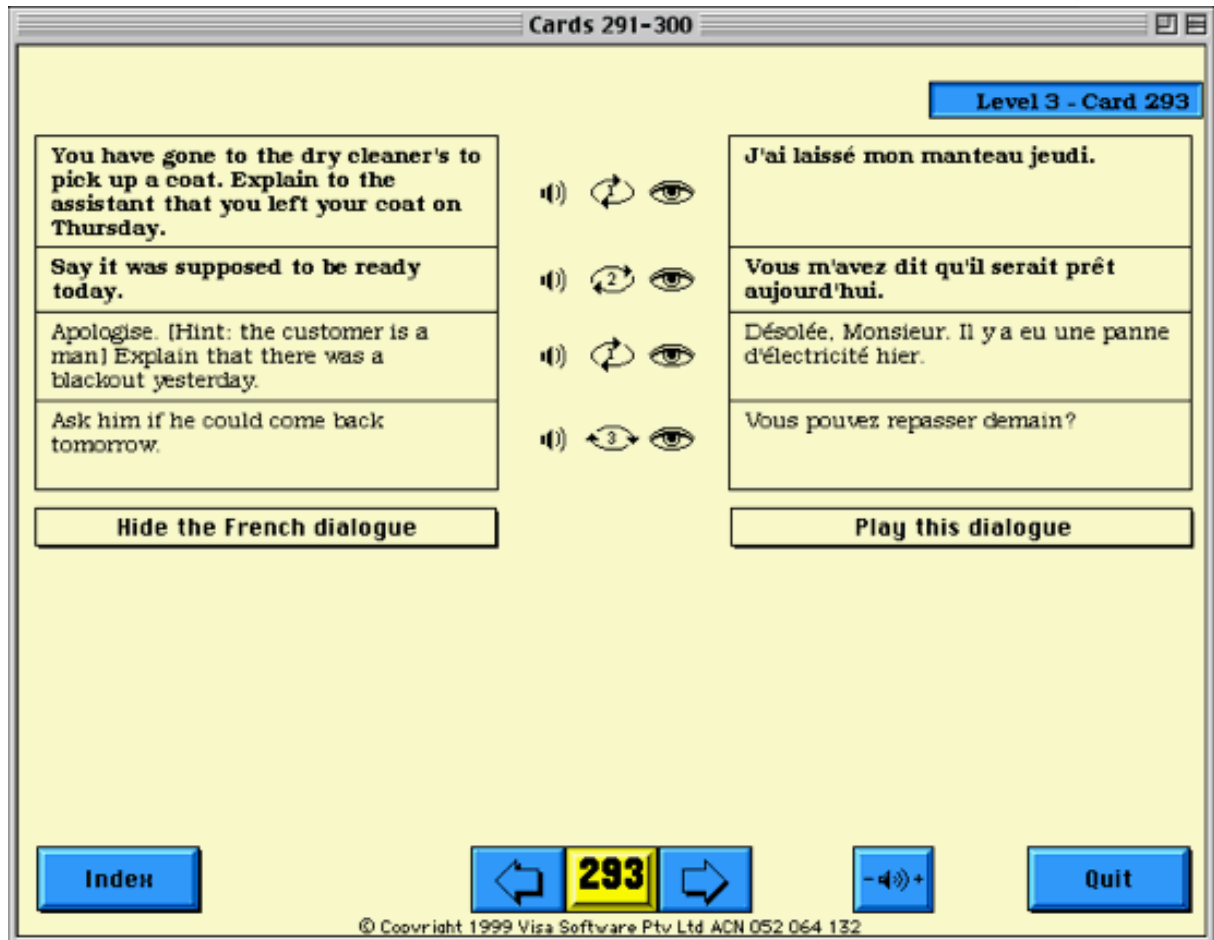 Cards 291-300
Level 3 - Card 293
You have gone to the dry cleaner's to
pick up a coat. Explain to the
assistant that you left your coat on
Thursday.
1
J'ai laissé mon manteau jeudi.
Say it was supposed to be ready
today.
2
Vous m'avez dit qu'il serait prêt
aujourd'hui.
Apologise. [Hint: the customer is a
man] Explain that there was a
blackout yesterday.
1
Désolée, Monsieur. Il y a eu une panne
d'électricité hier.
Ask him if he could come back
tomorrow.
3
Vous pouvez repasser demain?
Hide the French dialogue
Play this dialogue
Index
293
- +
Quit
© Copyright 1999 Visa Software Pty Ltd ACN 052 064 132